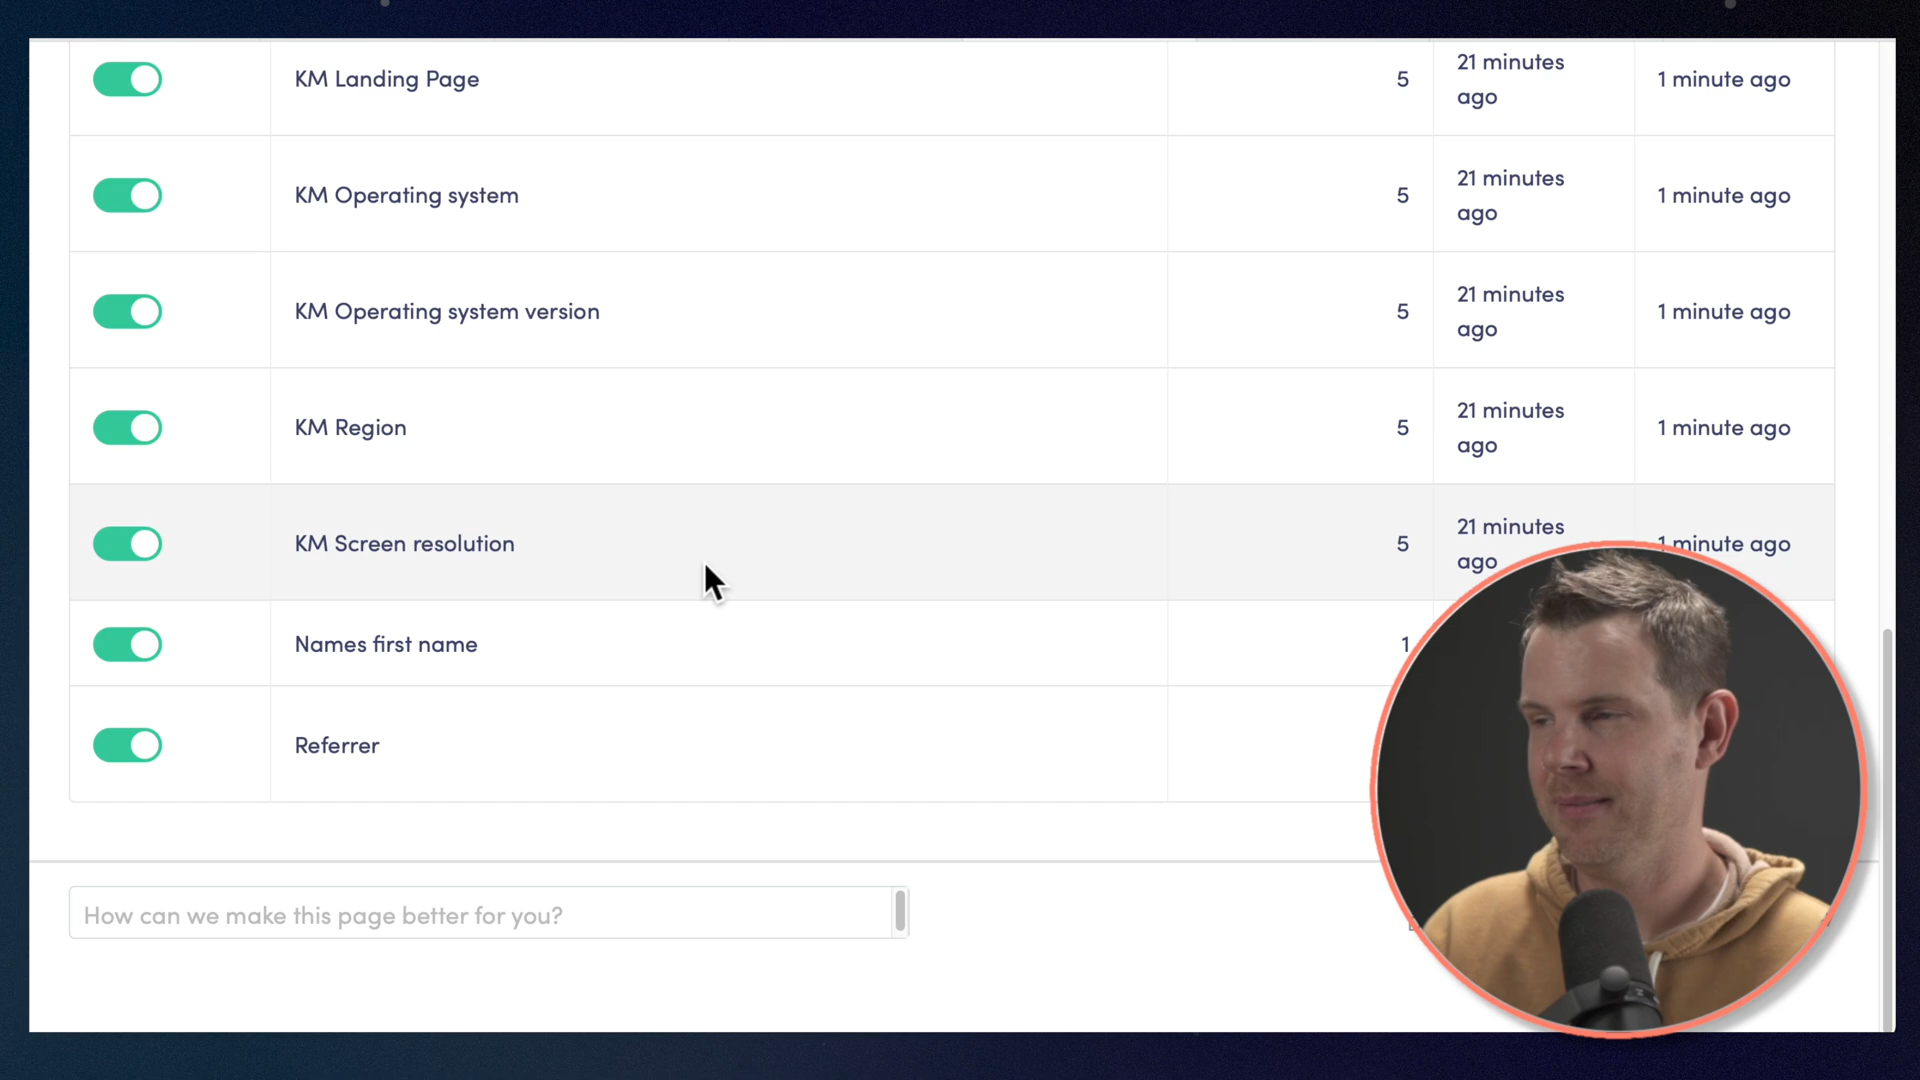 KM Landing Page 5 21 minutes ago 1 minute ago
KM Operating system 5 21 minutes ago 1 minute ago
KM Operating system version 5 21 minutes ago 1 minute ago
KM Region 5 21 minutes ago 1 minute ago
KM Screen resolution 5 21 minutes ago 1 minute ago
Names first name 1
Referrer
How can we make this page better for you?